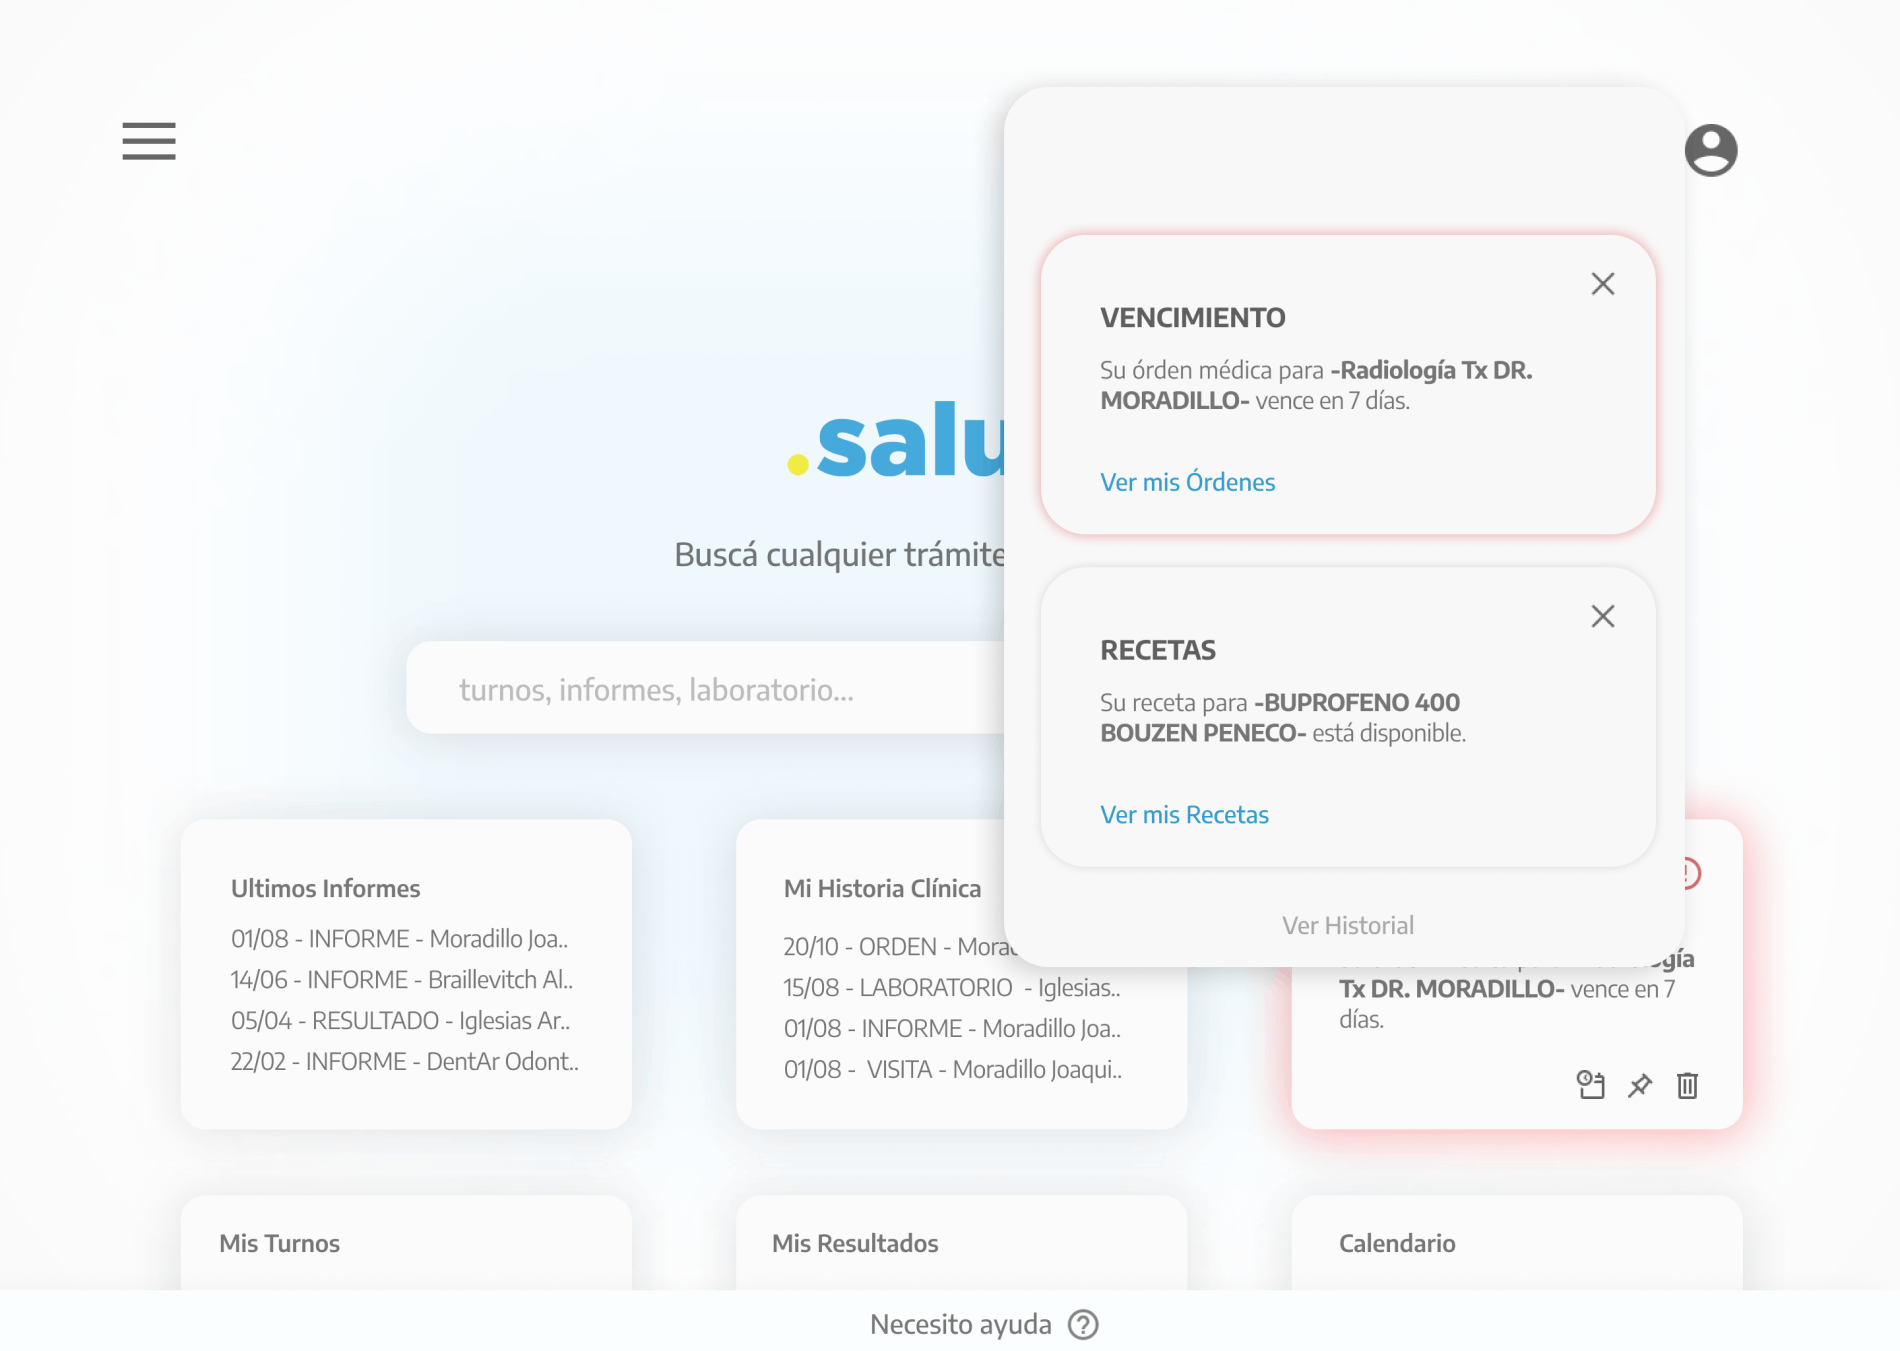 .salu
Buscá cualquier trámite
turnos, informes, laboratorio...
VENCIMIENTO
Su órden médica para -Radiología Tx DR.
MORADILLO- vence en 7 días.
Ver mis Órdenes
RECETAS
Su receta para -BUPROFENO 400
BOUZEN PENECO- está disponible.
Ver mis Recetas
Ver Historial
Ultimos Informes
01/08 - INFORME - Moradillo Joa..
14/06 - INFORME - Braillevitch Al..
05/04 - RESULTADO - Iglesias Ar..
22/02 - INFORME - DentAr Odont..
Mi Historia Clínica
20/10 - ORDEN - Morad
15/08 - LABORATORIO - Iglesias..
01/08 - INFORME - Moradillo Joa..
01/08 - VISITA - Moradillo Joaqui..
gía
Tx DR. MORADILLO- vence en 7
días.
Mis Turnos
Mis Resultados
Calendario
Necesito ayuda